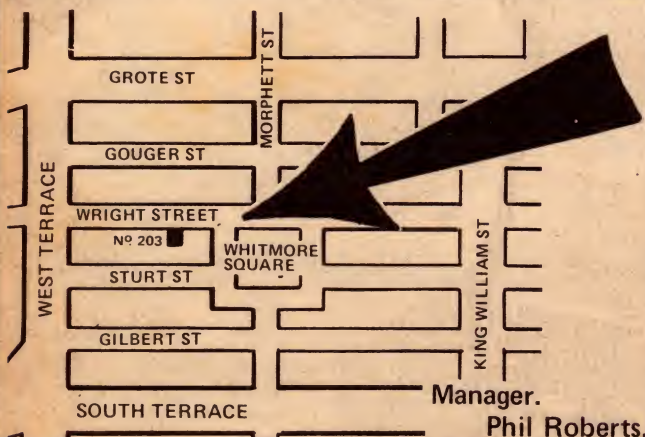 GROTE ST
MORPHETT ST
GOUGER ST
WEST TERRACE
WRIGHT STREET
Nº 203
WHITMORE
SQUARE
STURT ST
KING WILLIAM ST
GILBERT ST
SOUTH TERRACE
Manager.
Phil Roberts.